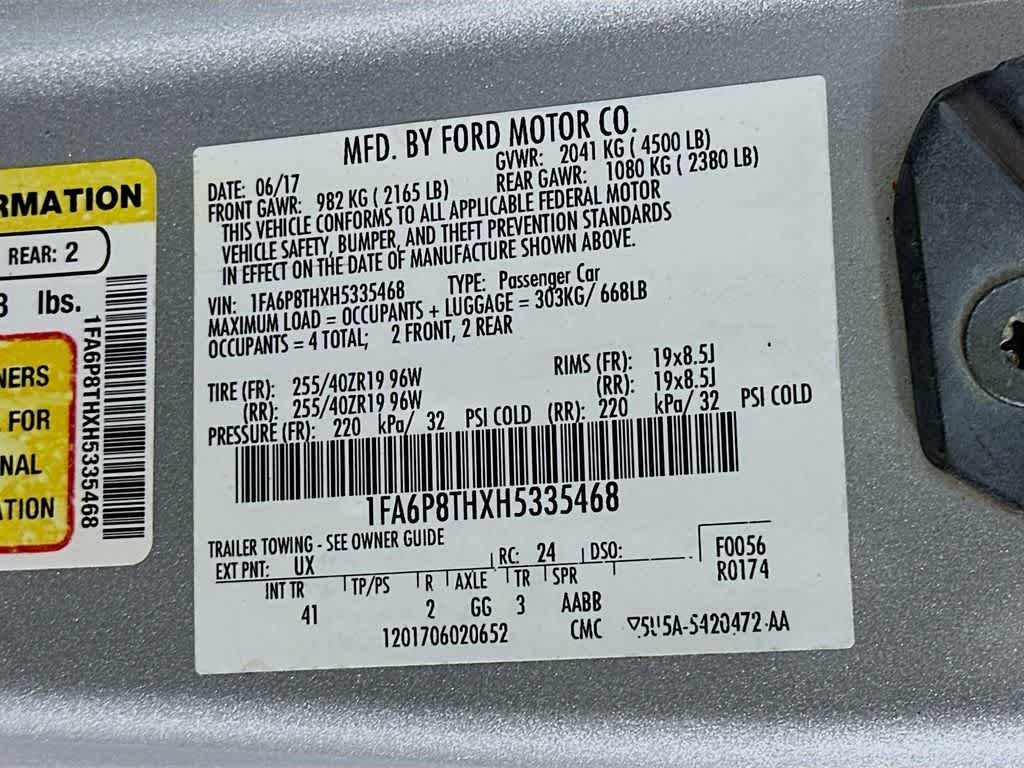 RMATION
REAR: 2
lbs.
NERS
FOR
NAL
ATION
1FA6P8THXH5335468
MFD. BY FORD MOTOR CO.
DATE: 06/17 GVWR: 2041 KG ( 4500 LB)
FRONT GAWR: 982 KG ( 2165 LB) REAR GAWR: 1080 KG ( 2380 LB)
THIS VEHICLE CONFORMS TO ALL APPLICABLE FEDERAL MOTOR
VEHICLE SAFETY, BUMPER, AND THEFT PREVENTION STANDARDS
IN EFFECT ON THE DATE OF MANUFACTURE SHOWN ABOVE.
VIN: 1FA6P8THXH5335468 TYPE: Passenger Car
MAXIMUM LOAD = OCCUPANTS + LUGGAGE = 303KG/ 668LB
OCCUPANTS = 4 TOTAL; 2 FRONT, 2 REAR
TIRE (FR): 255/40ZR19 96W RIMS (FR): 19x8.5J
(RR): 255/40ZR19 96W (RR): 19x8.5J
PRESSURE (FR): 220 kPa/ 32 PSI COLD (RR): 220 kPa/ 32 PSI COLD
1FA6P8THXH5335468
TRAILER TOWING - SEE OWNER GUIDE
EXT PNT: UX RC: 24 DSO: F0056
INT TR TP/PS R AXLE TR SPR R0174
41 2 GG 3 AABB
1201706020652 CMC 5U5A-5420472-AA